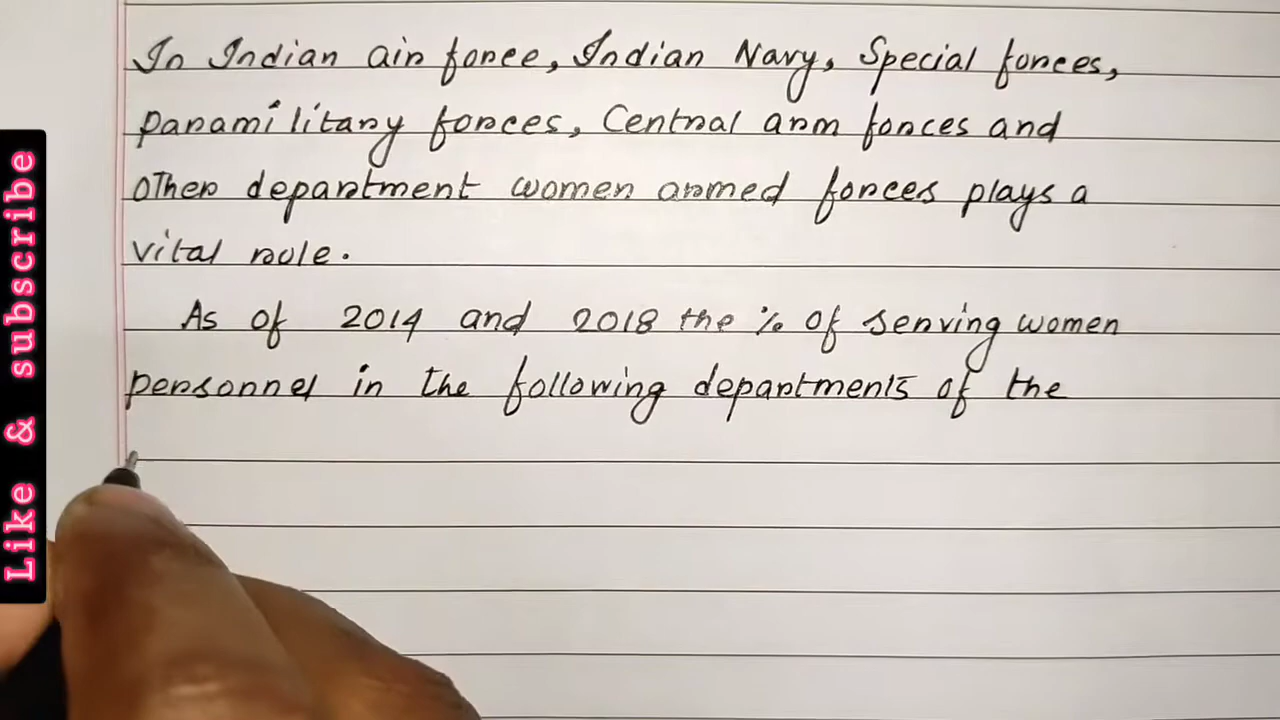 In Indian air force, Indian Navy, Special forces,
paramilitary forces, Central arm forces and
other department women armed forces plays a
vital role.
As of 2014 and 2018 the % of serving women
personnel in the following departments of the
Like & subscribe